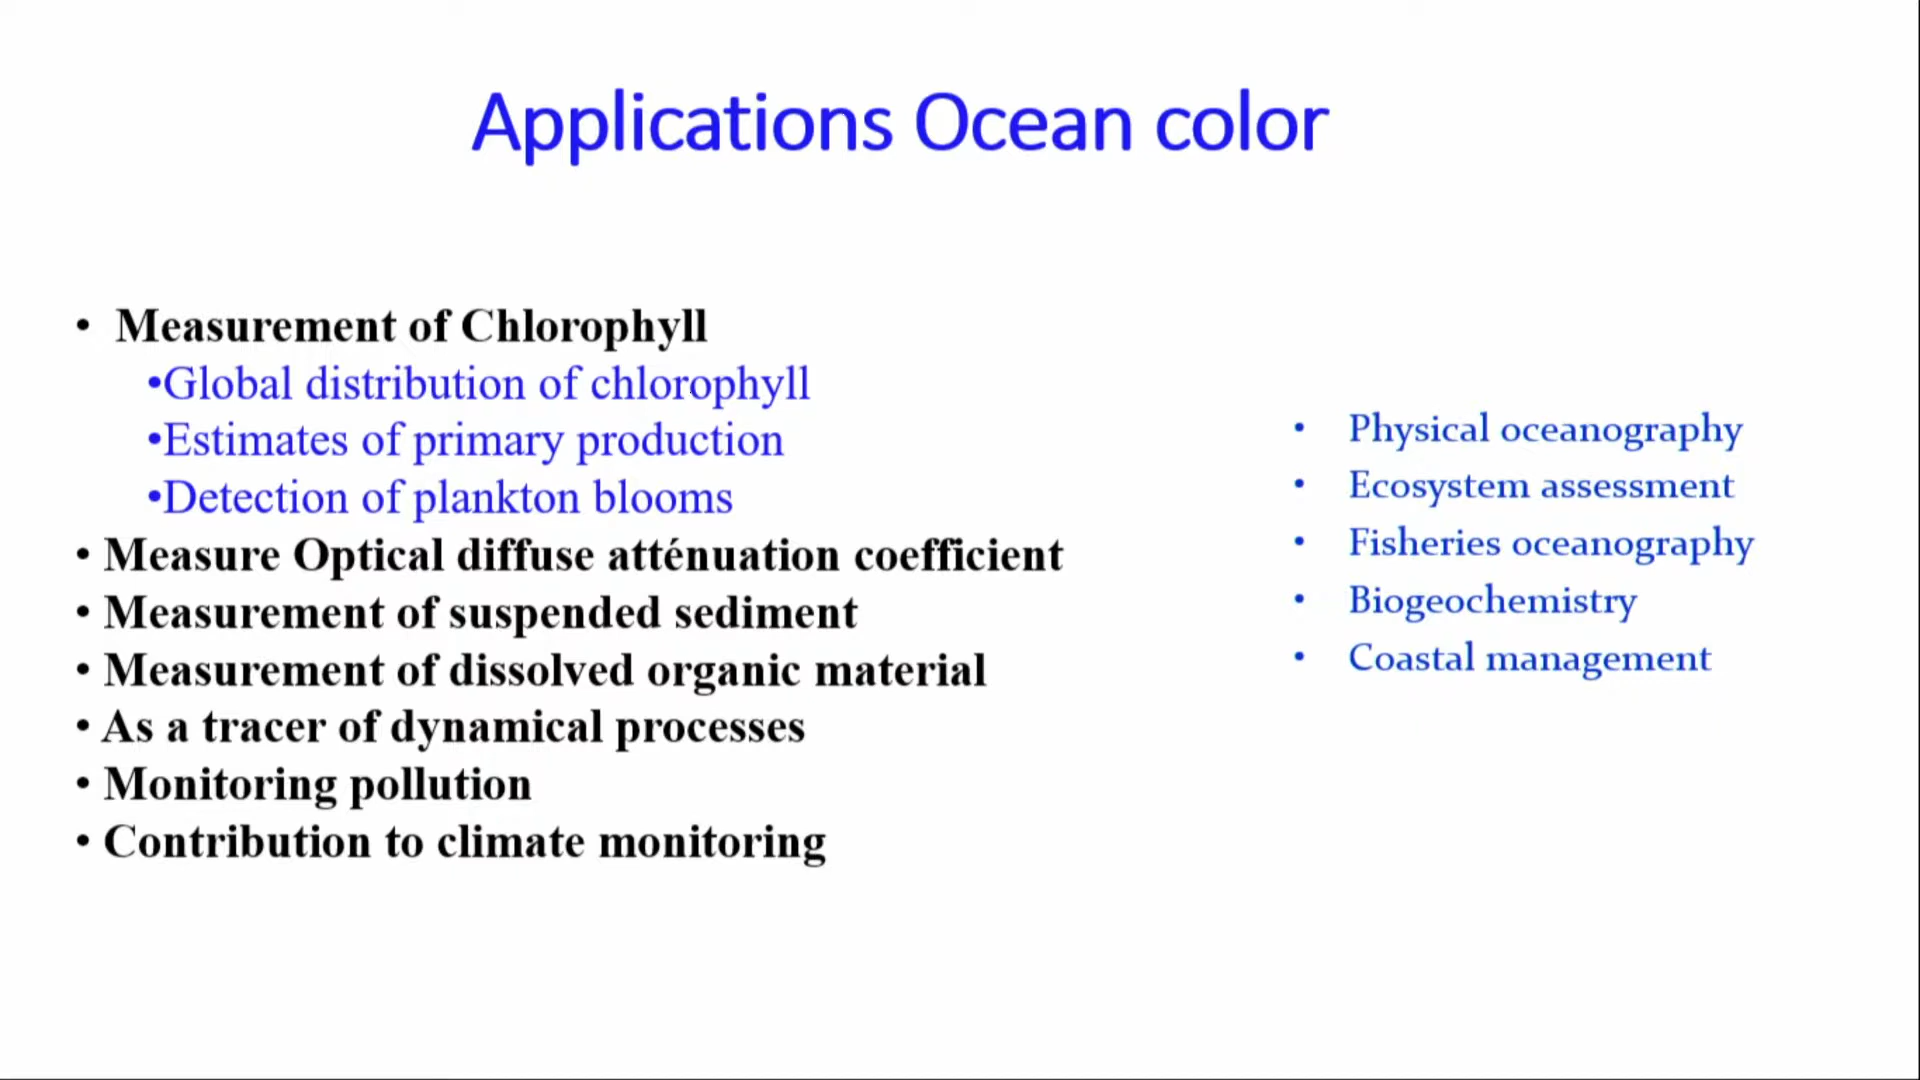 Applications Ocean color
• Measurement of Chlorophyll
•Global distribution of chlorophyll
•Estimates of primary production
•Detection of plankton blooms
• Measure Optical diffuse atténuation coefficient
• Measurement of suspended sediment
• Measurement of dissolved organic material
• As a tracer of dynamical processes
• Monitoring pollution
• Contribution to climate monitoring
• Physical oceanography
• Ecosystem assessment
• Fisheries oceanography
• Biogeochemistry
• Coastal management